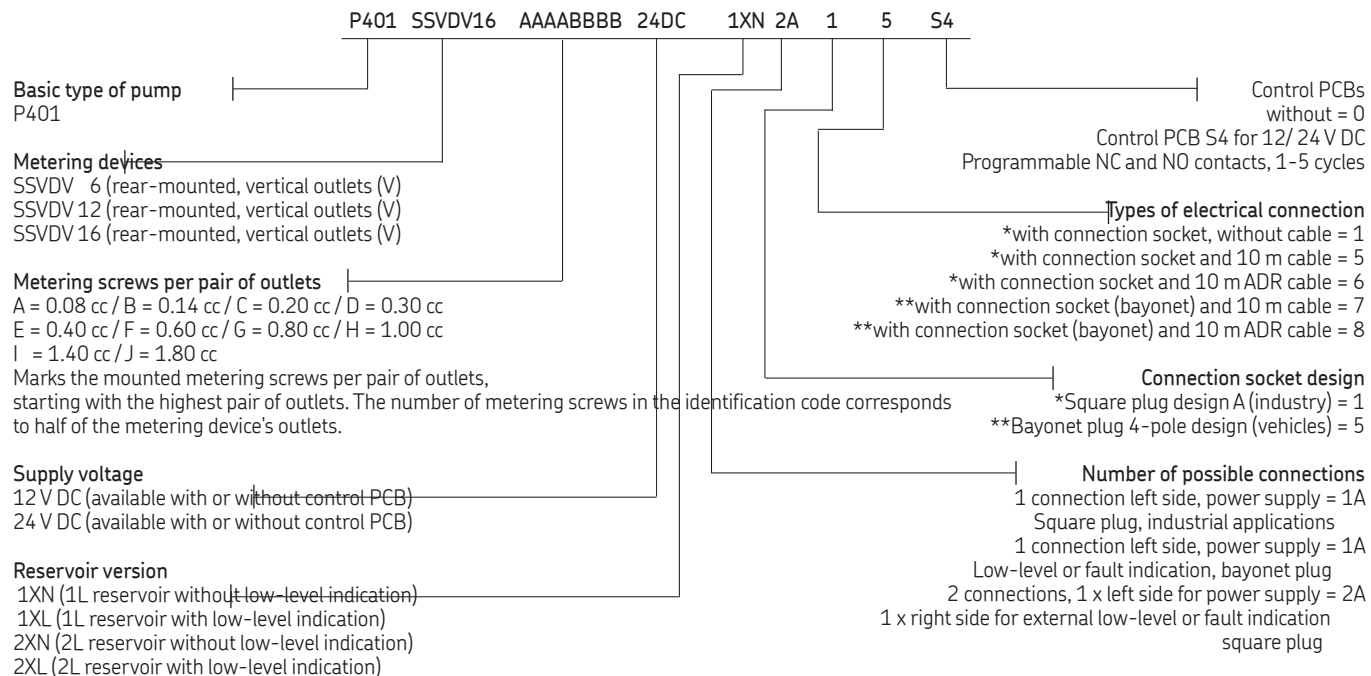 P401 SSVDV16 AAAABBBB 24DC 1XN 2A 1 5 S4
Basic type of pump
P401
Metering devices
SSVDV 6 (rear-mounted, vertical outlets (V)
SSVDV 12 (rear-mounted, vertical outlets (V)
SSVDV 16 (rear-mounted, vertical outlets (V)
Metering screws per pair of outlets
A = 0.08 cc / B = 0.14 cc / C = 0.20 cc / D = 0.30 cc
E = 0.40 cc / F = 0.60 cc / G = 0.80 cc / H = 1.00 cc
I = 1.40 cc / J = 1.80 cc
Marks the mounted metering screws per pair of outlets,
starting with the highest pair of outlets. The number of metering screws in the identification code corresponds
to half of the metering device's outlets.
Supply voltage
12 V DC (available with or without control PCB)
24 V DC (available with or without control PCB)
Reservoir version
1XN (1L reservoir without low-level indication)
1XL (1L reservoir with low-level indication)
2XN (2L reservoir without low-level indication)
2XL (2L reservoir with low-level indication)
Control PCBs
without = 0
Control PCB S4 for 12/ 24 V DC
Programmable NC and NO contacts, 1-5 cycles
Types of electrical connection
*with connection socket, without cable = 1
*with connection socket and 10 m cable = 5
*with connection socket and 10 m ADR cable = 6
**with connection socket (bayonet) and 10 m cable = 7
**with connection socket (bayonet) and 10 m ADR cable = 8
Connection socket design
*Square plug design A (industry) = 1
**Bayonet plug 4-pole design (vehicles) = 5
Number of possible connections
1 connection left side, power supply = 1A
Square plug, industrial applications
1 connection left side, power supply = 1A
Low-level or fault indication, bayonet plug
2 connections, 1 x left side for power supply = 2A
1 x right side for external low-level or fault indication
square plug